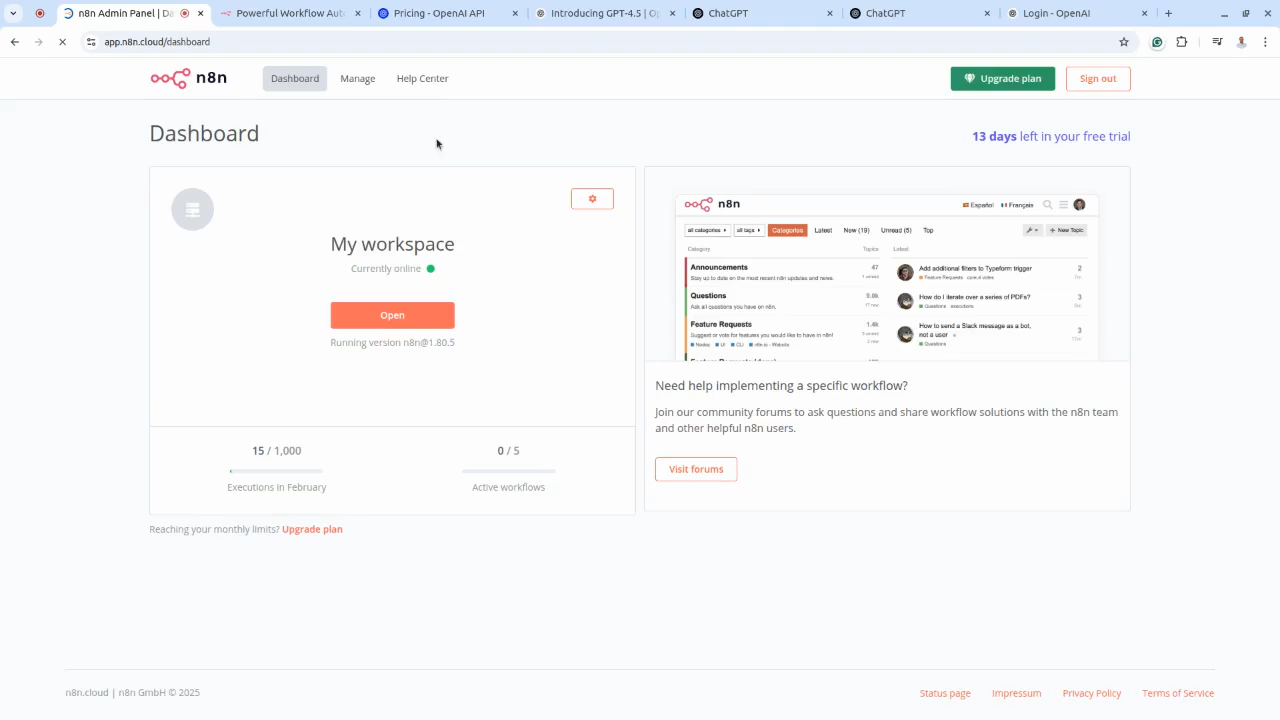 n8n Admin Panel | Da
Powerful Workflow Aut
Pricing - OpenAI API
Introducing GPT-4.5 | Op
ChatGPT
ChatGPT
Login - OpenAI
app.n8n.cloud/dashboard
n8n
Dashboard
Manage
Help Center
Upgrade plan
Sign out
Dashboard
13 days left in your free trial
My workspace
Currently online
Open
Running version n8n@1.80.5
15 / 1,000
Executions in February
0 / 5
Active workflows
Reaching your monthly limits? Upgrade plan
n8n
Español
Français
all categories
all tags
Categories
Latest
New (19)
Unread (5)
Top
New Topic
Category
Topics
Latest
Announcements
47
Stay up to date on the most recent n8n updates and news.
Questions
9.8k
Ask all questions you have on n8n.
Feature Requests
1.4k
Suggest or vote for features you would like to have in n8n!
Nodes
UI
CLI
n8n.io - Website
Add additional filters to Typeform trigger
2
Feature Requests
How do I iterate over a series of PDFs?
3
Questions
How to send a Slack message as a bot,
not a user
3
Questions
Need help implementing a specific workflow?
Join our community forums to ask questions and share workflow solutions with the n8n team
and other helpful n8n users.
Visit forums
n8n.cloud | n8n GmbH © 2025
Status page
Impressum
Privacy Policy
Terms of Service